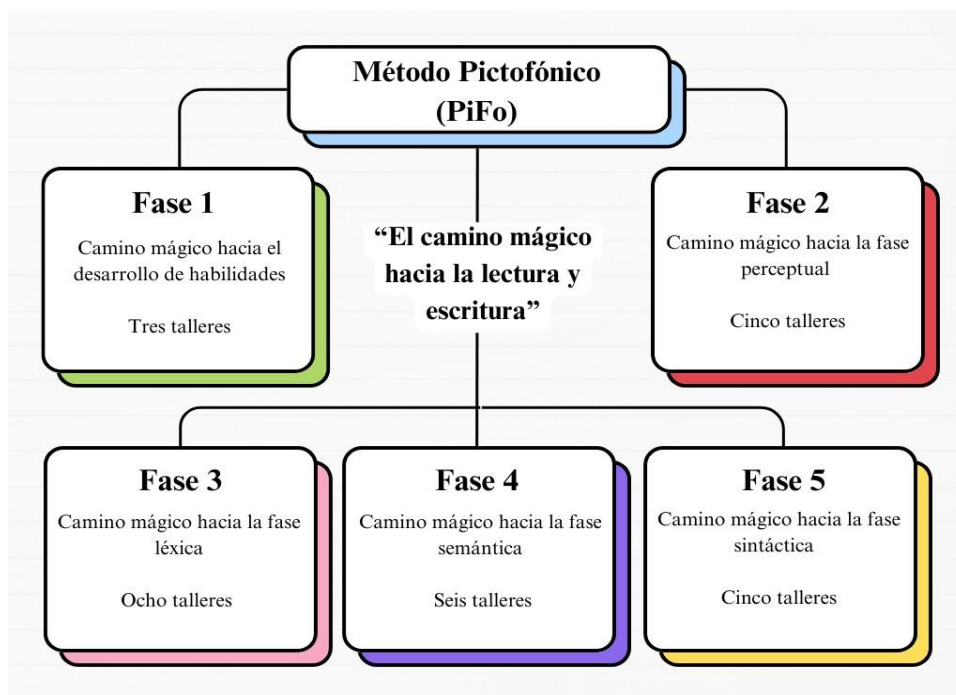 Método Pictofónico
(PiFo)
Fase 1
Camino mágico hacia el
desarrollo de habilidades
Tres talleres
“El camino mágico
hacia la lectura y
escritura”
Fase 2
Camino mágico hacia la fase
perceptual
Cinco talleres
Fase 3
Camino mágico hacia la fase
léxica
Ocho talleres
Fase 4
Camino mágico hacia la fase
semántica
Seis talleres
Fase 5
Camino mágico hacia la fase
sintáctica
Cinco talleres